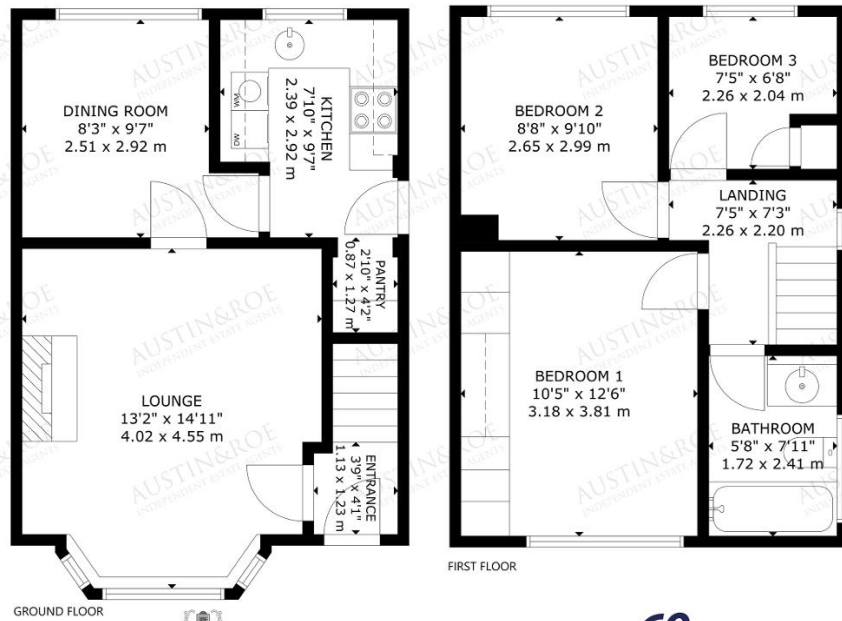 DINING ROOM
8'3" x 9'7"
2.51 x 2.92 m
KITCHEN
7'10" x 9'7"
2.39 x 2.92 m
WM
DW
PANTRY
2'10" x 4'2"
0.87 x 1.27 m
LOUNGE
13'2" x 14'11"
4.02 x 4.55 m
ENTRANCE
3'9" x 4'1"
1.13 x 1.23 m
GROUND FLOOR
BEDROOM 2
8'8" x 9'10"
2.65 x 2.99 m
BEDROOM 3
7'5" x 6'8"
2.26 x 2.04 m
LANDING
7'5" x 7'3"
2.26 x 2.20 m
BEDROOM 1
10'5" x 12'6"
3.18 x 3.81 m
BATHROOM
5'8" x 7'11"
1.72 x 2.41 m
FIRST FLOOR
AUSTIN&ROE
INDEPENDENT ESTATE AGENTS